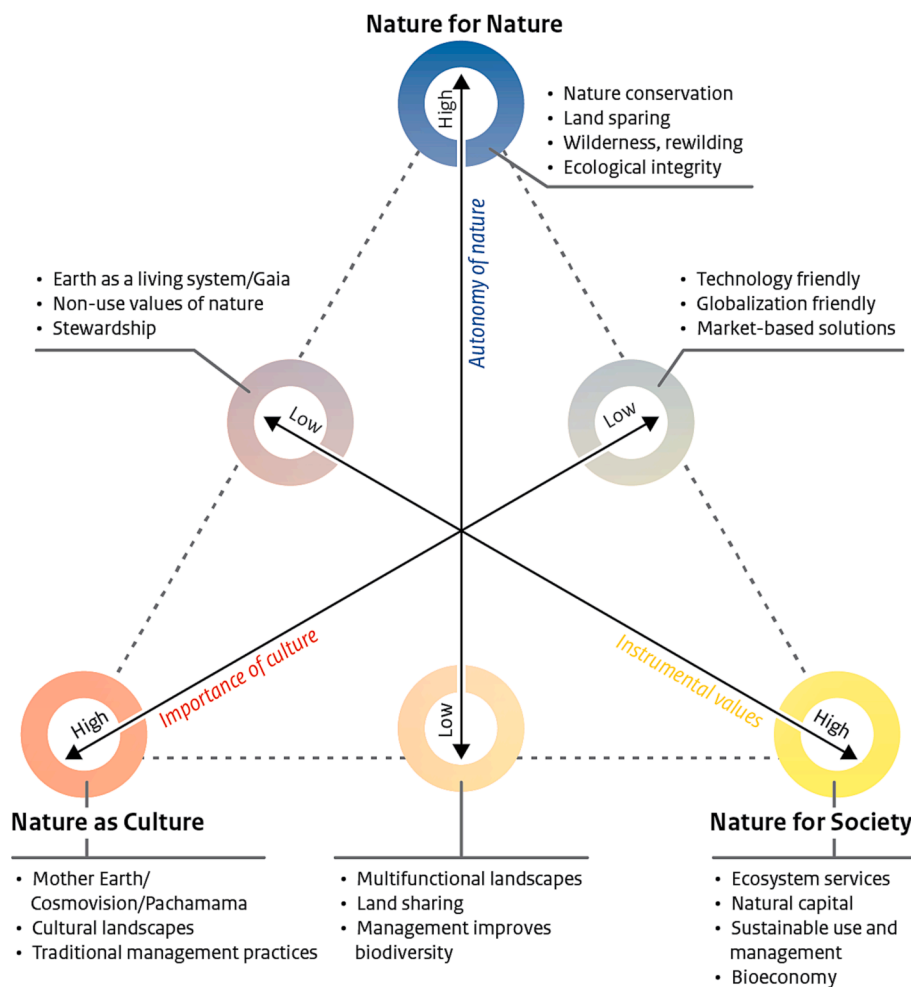 Nature for Nature
High
• Nature conservation
• Land sparing
• Wilderness, rewilding
• Ecological integrity
Autonomy of nature
• Earth as a living system/Gaia
• Non-use values of nature
• Stewardship
• Technology friendly
• Globalization friendly
• Market-based solutions
Low
Low
Importance of culture
Instrumental values
High
Low
High
Nature as Culture
• Mother Earth/
Cosmovision/Pachamama
• Cultural landscapes
• Traditional management practices
• Multifunctional landscapes
• Land sharing
• Management improves
biodiversity
Nature for Society
• Ecosystem services
• Natural capital
• Sustainable use and
management
• Bioeconomy